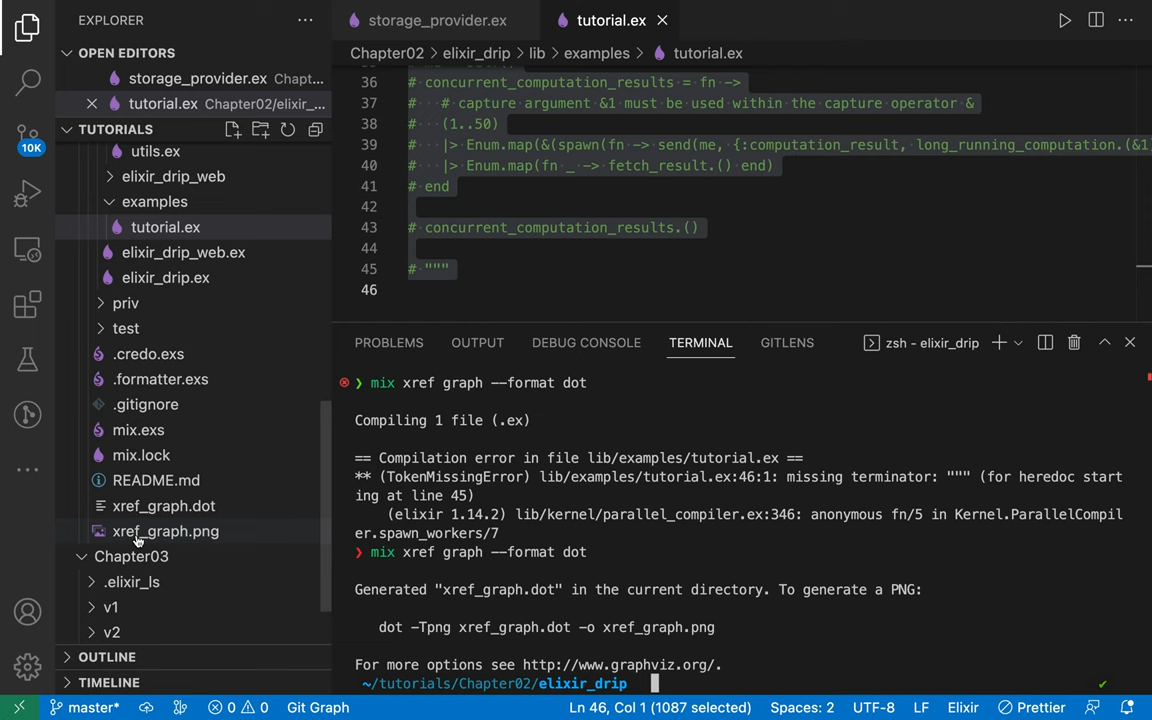 EXPLORER
OPEN EDITORS
storage_provider.ex Chapt...
tutorial.ex Chapter02/elixir_...
TUTORIALS
utils.ex
elixir_drip_web
examples
tutorial.ex
elixir_drip_web.ex
elixir_drip.ex
priv
test
.credo.exs
.formatter.exs
.gitignore
mix.exs
mix.lock
README.md
xref_graph.dot
xref_graph.png
Chapter03
.elixir_ls
v1
v2
OUTLINE
TIMELINE
10K
storage_provider.ex
tutorial.ex
Chapter02 > elixir_drip > lib > examples > tutorial.ex
36 # concurrent_computation_results = fn ->
37 #   # capture argument &1 must be used within the capture operator &
38 #   (1..50)
39 #   |> Enum.map(&(spawn(fn -> send(me, {:computation_result, long_running_computation.(&1)
40 #   |> Enum.map(fn _ -> fetch_result.() end)
41 # end
42
43 # concurrent_computation_results.()
44
45 # """
46
PROBLEMS OUTPUT DEBUG CONSOLE TERMINAL GITLENS
zsh - elixir_drip
❯ mix xref graph --format dot
Compiling 1 file (.ex)
== Compilation error in file lib/examples/tutorial.ex ==
** (TokenMissingError) lib/examples/tutorial.ex:46:1: missing terminator: """ (for heredoc start
ing at line 45)
(elixir 1.14.2) lib/kernel/parallel_compiler.ex:346: anonymous fn/5 in Kernel.ParallelCompil
er.spawn_workers/7
❯ mix xref graph --format dot
Generated "xref_graph.dot" in the current directory. To generate a PNG:
dot -Tpng xref_graph.dot -o xref_graph.png
For more options see http://www.graphviz.org/.
~/tutorials/Chapter02/elixir_drip
master* 0 0 Git Graph Ln 46, Col 1 (1087 selected) Spaces: 2 UTF-8 LF Elixir Prettier